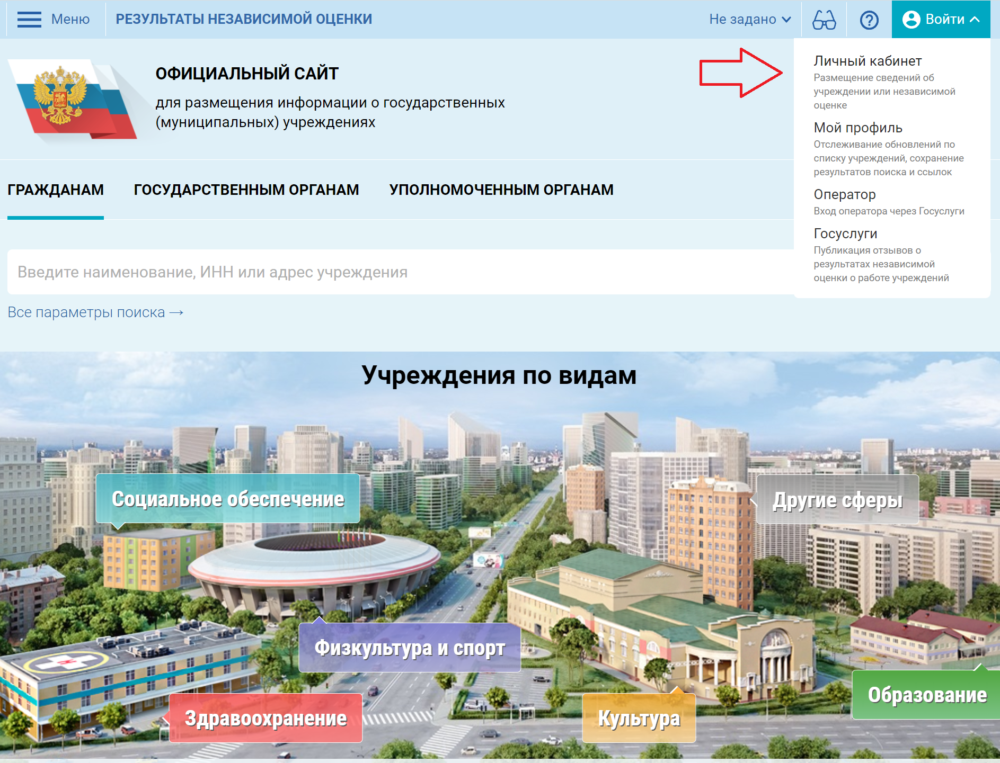 Меню
РЕЗУЛЬТАТЫ НЕЗАВИСИМОЙ ОЦЕНКИ
Не задано
Войти
ОФИЦИАЛЬНЫЙ САЙТ
для размещения информации о государственных
(муниципальных) учреждениях
Личный кабинет
Размещение сведений об
учреждении или независимой
оценке
Мой профиль
Отслеживание обновлений по
списку учреждений, сохранение
результатов поиска и ссылок
Оператор
Вход оператора через Госуслуги
Госуслуги
Публикация отзывов о
результатах независимой
оценки о работе учреждений
ГРАЖДАНАМ
ГОСУДАРСТВЕННЫМ ОРГАНАМ
УПОЛНОМОЧЕННЫМ ОРГАНАМ
Введите наименование, ИНН или адрес учреждения
Все параметры поиска →
Учреждения по видам
Социальное обеспечение
Другие сферы
Физкультура и спорт
Образование
Здравоохранение
Культура